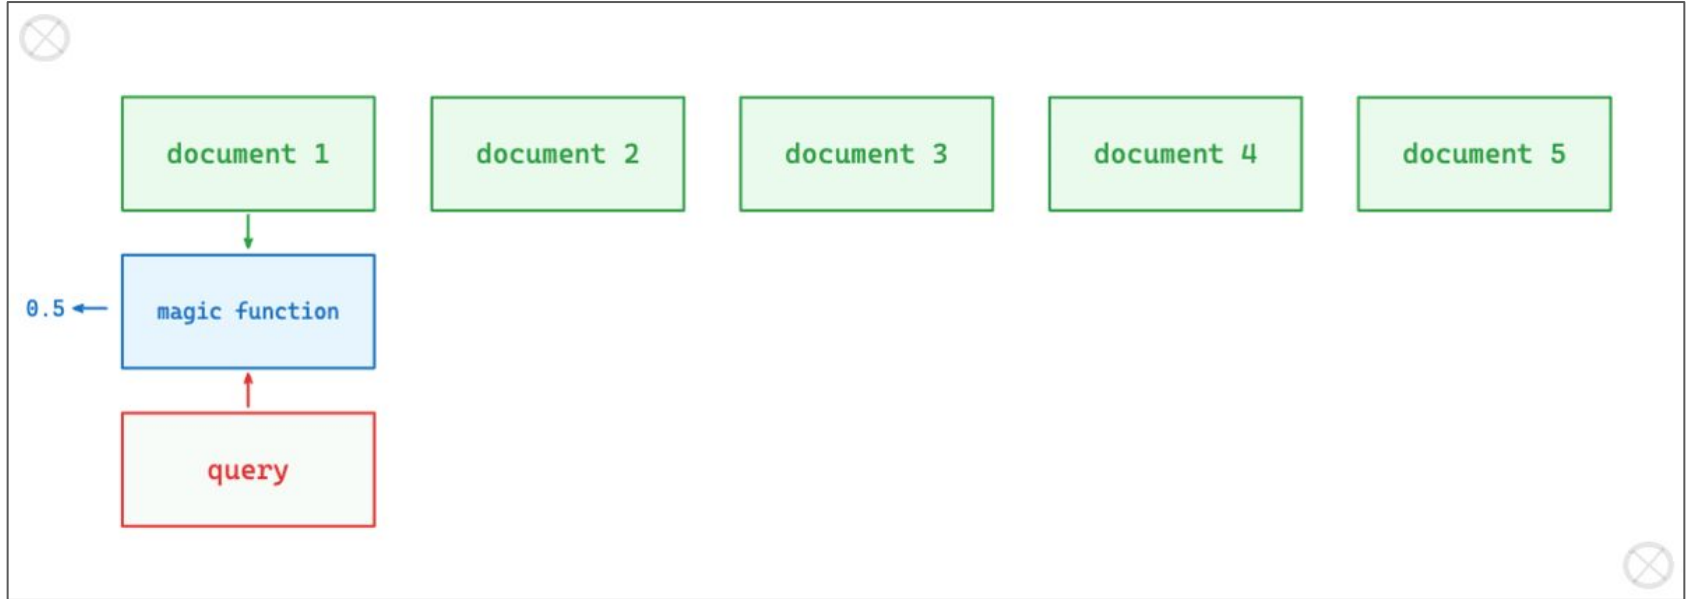 document 1
document 2
document 3
document 4
document 5
0.5
magic function
query